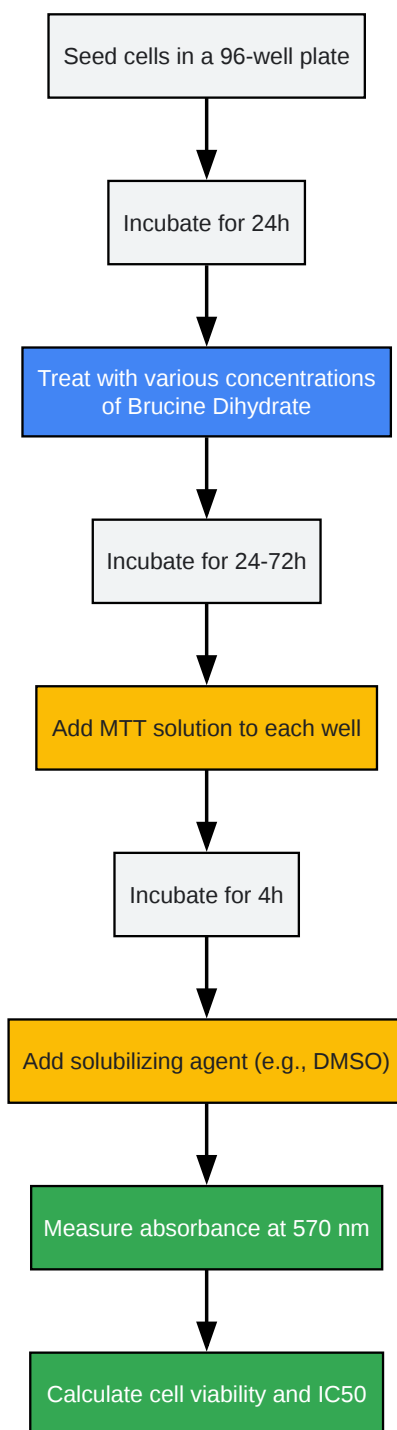 Seed cells in a 96-well plate
Incubate for 24h
Treat with various concentrations
of Brucine Dihydrate
Incubate for 24-72h
Add MTT solution to each well
Incubate for 4h
Add solubilizing agent (e.g., DMSO)
Measure absorbance at 570 nm
Calculate cell viability and IC50